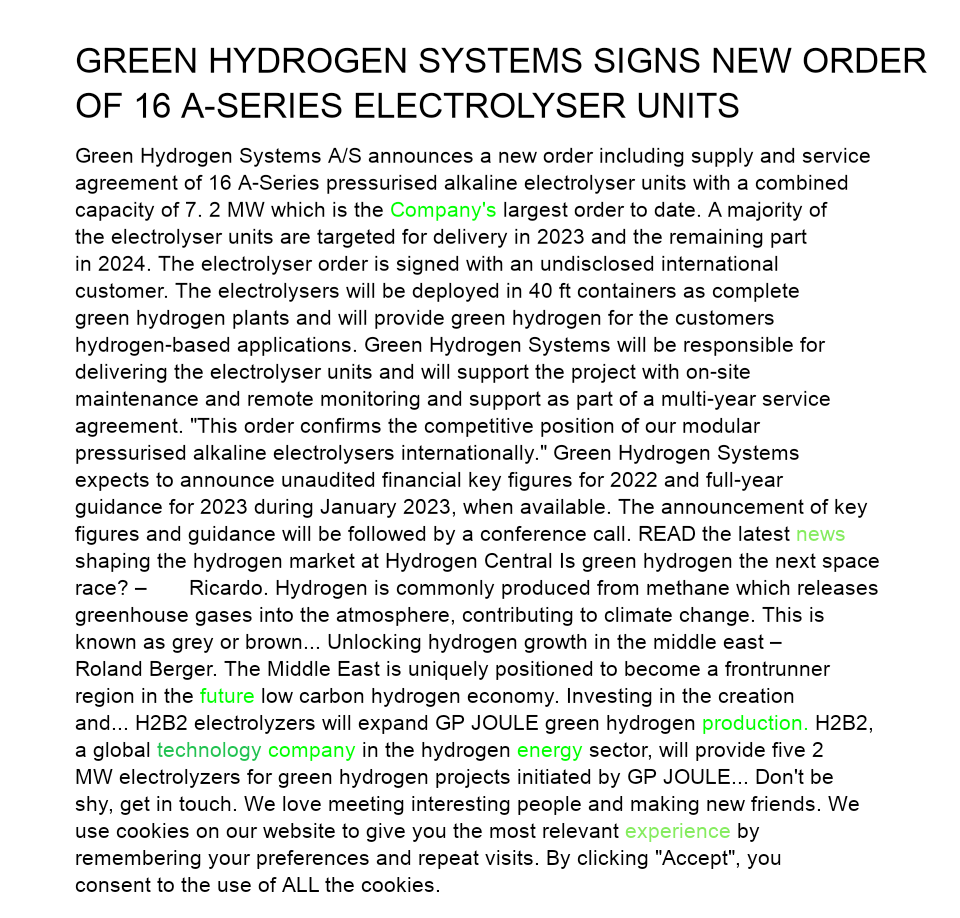 GREEN HYDROGEN SYSTEMS SIGNS NEW ORDER
OF 16 A-SERIES ELECTROLYSER UNITS
Green Hydrogen Systems A/S announces a new order including supply and service
agreement of 16 A-Series pressurised alkaline electrolyser units with a combined
capacity of 7. 2 MW which is the Company's largest order to date. A majority of
the electrolyser units are targeted for delivery in 2023 and the remaining part
in 2024. The electrolyser order is signed with an undisclosed international
customer. The electrolysers will be deployed in 40 ft containers as complete
green hydrogen plants and will provide green hydrogen for the customers
hydrogen-based applications. Green Hydrogen Systems will be responsible for
delivering the electrolyser units and will support the project with on-site
maintenance and remote monitoring and support as part of a multi-year service
agreement. "This order confirms the competitive position of our modular
pressurised alkaline electrolysers internationally." Green Hydrogen Systems
expects to announce unaudited financial key figures for 2022 and full-year
guidance for 2023 during January 2023, when available. The announcement of key
figures and guidance will be followed by a conference call. READ the latest news
shaping the hydrogen market at Hydrogen Central Is green hydrogen the next space
race? – Ricardo. Hydrogen is commonly produced from methane which releases
greenhouse gases into the atmosphere, contributing to climate change. This is
known as grey or brown... Unlocking hydrogen growth in the middle east –
Roland Berger. The Middle East is uniquely positioned to become a frontrunner
region in the future low carbon hydrogen economy. Investing in the creation
and... H2B2 electrolyzers will expand GP JOULE green hydrogen production. H2B2,
a global technology company in the hydrogen energy sector, will provide five 2
MW electrolyzers for green hydrogen projects initiated by GP JOULE... Don't be
shy, get in touch. We love meeting interesting people and making new friends. We
use cookies on our website to give you the most relevant experience by
remembering your preferences and repeat visits. By clicking "Accept", you
consent to the use of ALL the cookies.